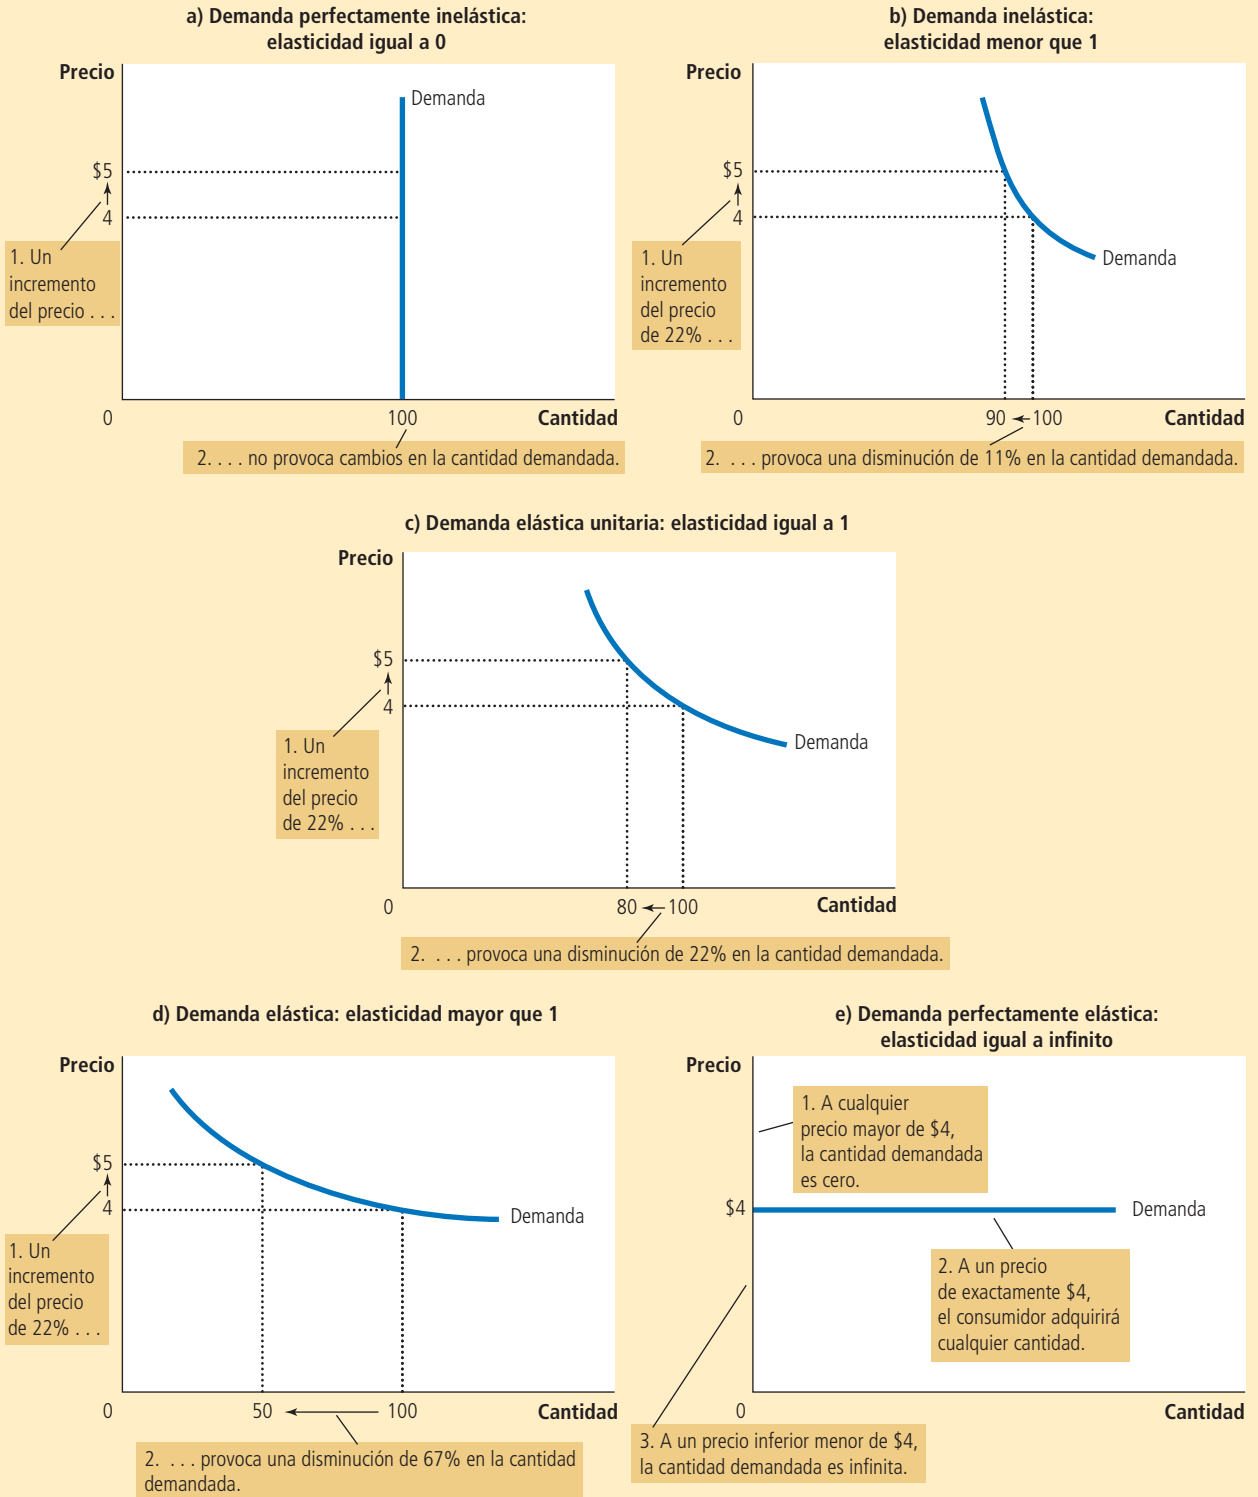 a) Demanda perfectamente inelástica:
elasticidad igual a 0
Precio
Demanda
$5
4
1. Un
incremento
del precio . . .
0
100
Cantidad
2. . . . no provoca cambios en la cantidad demandada.
b) Demanda inelástica:
elasticidad menor que 1
Precio
$5
4
1. Un
incremento
del precio
de 22% . . .
Demanda
0
90
100
Cantidad
2. . . . provoca una disminución de 11% en la cantidad demandada.
c) Demanda elástica unitaria: elasticidad igual a 1
Precio
$5
4
1. Un
incremento
del precio
de 22% . . .
Demanda
0
80
100
Cantidad
2. . . . provoca una disminución de 22% en la cantidad demandada.
d) Demanda elástica: elasticidad mayor que 1
Precio
$5
4
Demanda
1. Un
incremento
del precio
de 22% . . .
0
50
100
Cantidad
2. . . . provoca una disminución de 67% en la cantidad
demandada.
e) Demanda perfectamente elástica:
elasticidad igual a infinito
Precio
1. A cualquier
precio mayor de $4,
la cantidad demandada
es cero.
$4
Demanda
2. A un precio
de exactamente $4,
el consumidor adquirirá
cualquier cantidad.
0
Cantidad
3. A un precio inferior menor de $4,
la cantidad demandada es infinita.